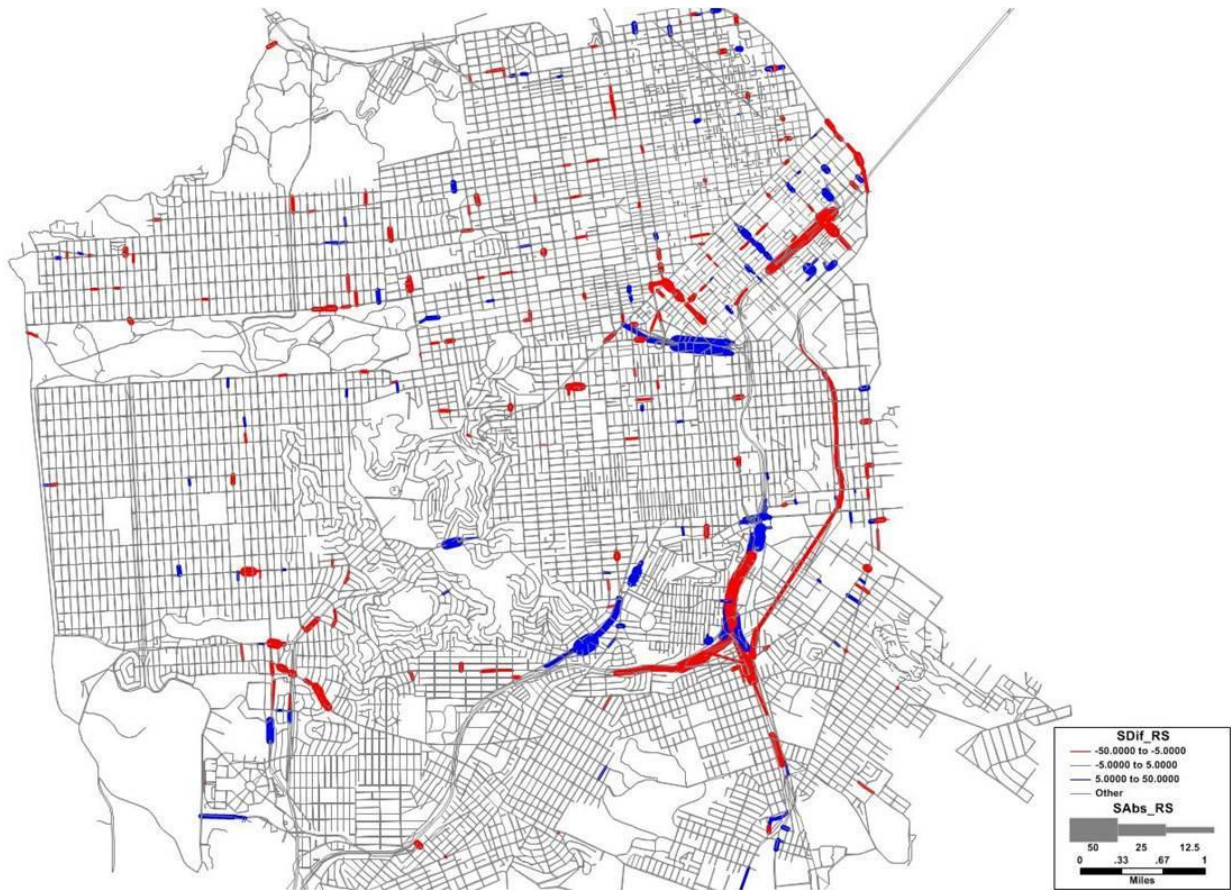 SDif_RS
-50.0000 to -5.0000
-5.0000 to 5.0000
5.0000 to 50.0000
Other
SAbs_RS
50 25 12.5
0 .33 .67 1
Miles